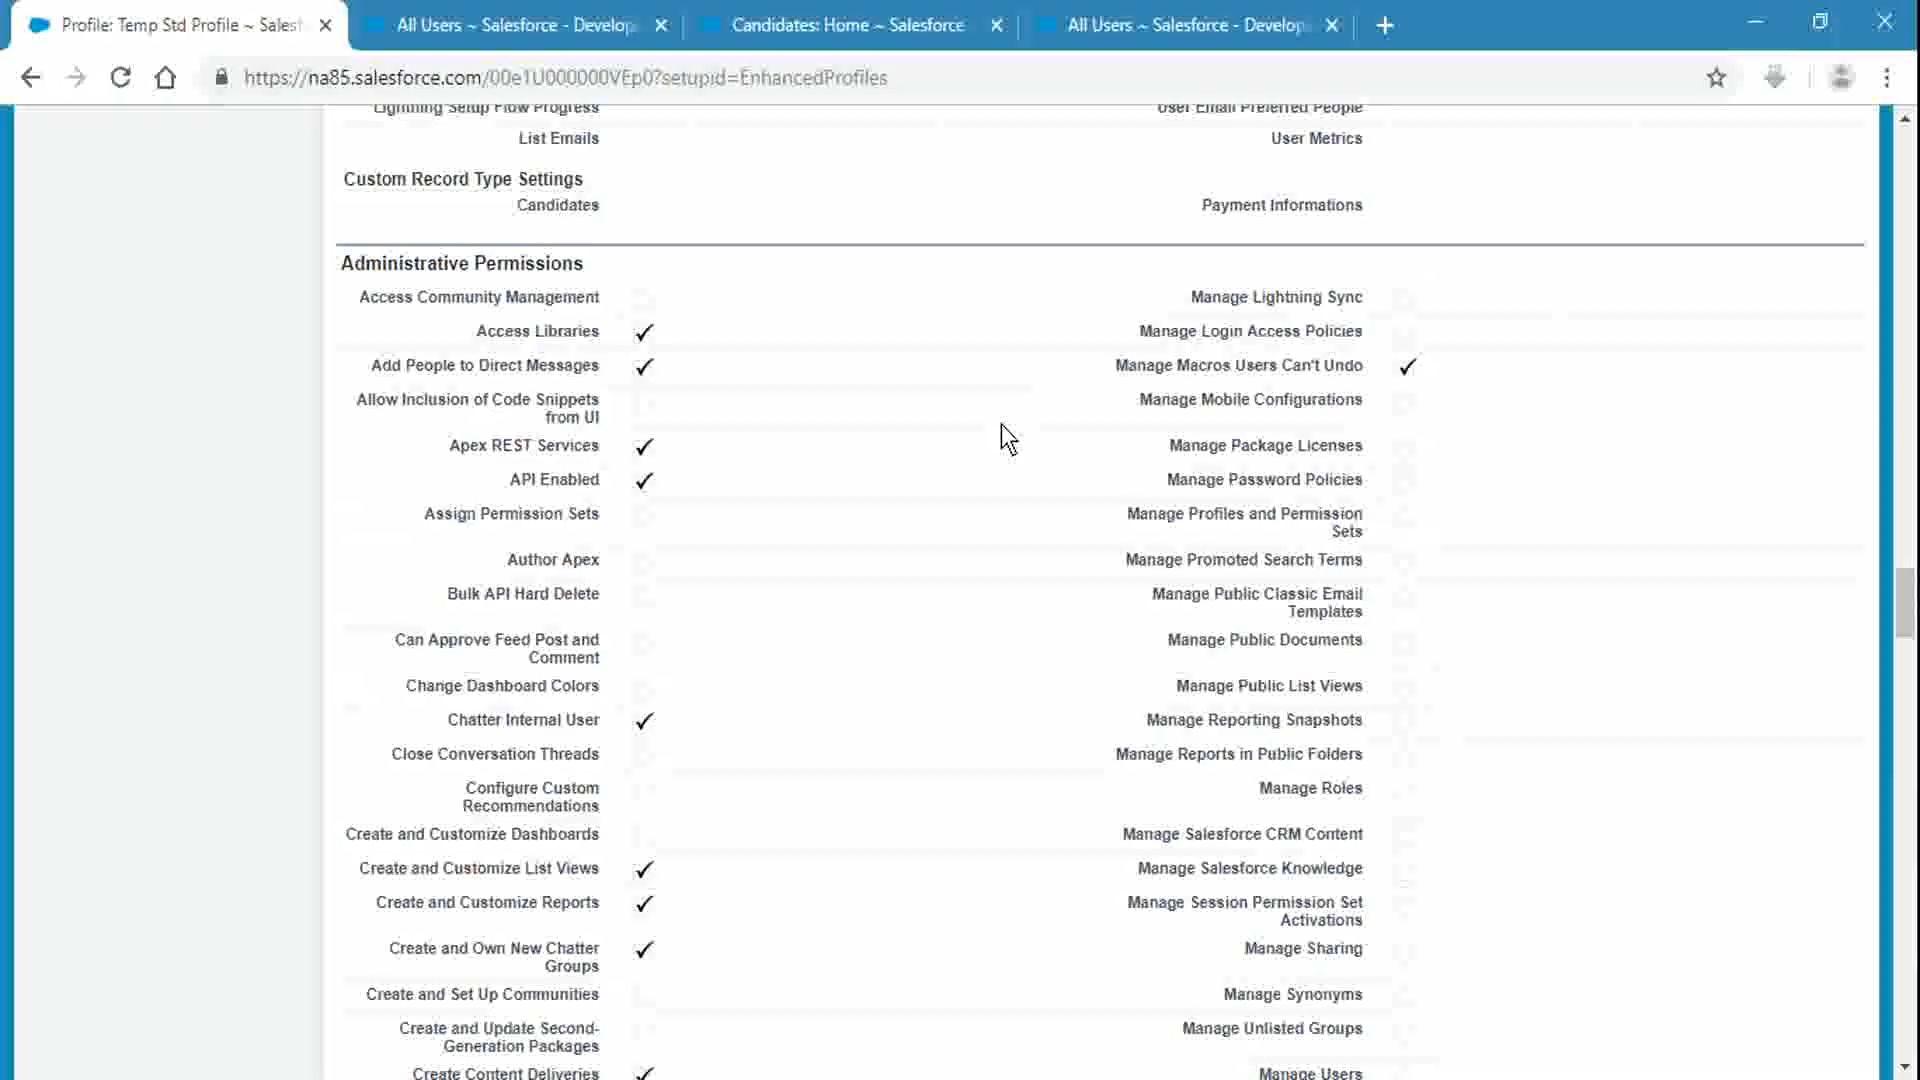 Profile: Temp Std Profile ~ Salesf
All Users ~ Salesforce - Develop
Candidates: Home ~ Salesforce
All Users ~ Salesforce - Develop
https://na85.salesforce.com/00e1U000000VEp0?setupid=EnhancedProfiles
Lightning Setup Flow Progress
User Email Preferred People
List Emails
User Metrics
Custom Record Type Settings
Candidates
Payment Informations
Administrative Permissions
Access Community Management
Manage Lightning Sync
Access Libraries
Manage Login Access Policies
Add People to Direct Messages
Manage Macros Users Can't Undo
Allow Inclusion of Code Snippets
from UI
Manage Mobile Configurations
Apex REST Services
Manage Package Licenses
API Enabled
Manage Password Policies
Assign Permission Sets
Manage Profiles and Permission
Sets
Author Apex
Manage Promoted Search Terms
Bulk API Hard Delete
Manage Public Classic Email
Templates
Can Approve Feed Post and
Comment
Manage Public Documents
Change Dashboard Colors
Manage Public List Views
Chatter Internal User
Manage Reporting Snapshots
Close Conversation Threads
Manage Reports in Public Folders
Configure Custom
Recommendations
Manage Roles
Create and Customize Dashboards
Manage Salesforce CRM Content
Create and Customize List Views
Manage Salesforce Knowledge
Create and Customize Reports
Manage Session Permission Set
Activations
Create and Own New Chatter
Groups
Manage Sharing
Create and Set Up Communities
Manage Synonyms
Create and Update Second-
Generation Packages
Manage Unlisted Groups
Create Content Deliveries
Manage Users